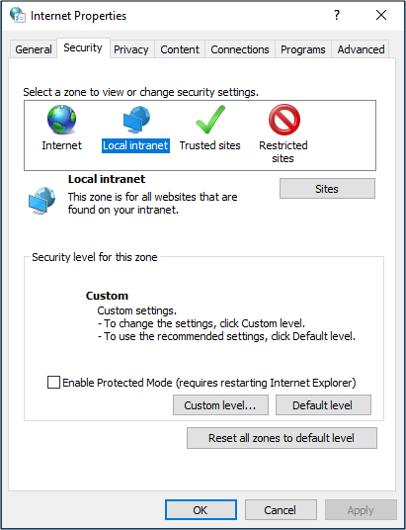 Internet Properties
?
General Security Privacy Content Connections Programs Advanced
Select a zone to view or change security settings.
Internet Local intranet Trusted sites Restricted
sites
Local intranet
Sites
This zone is for all websites that are
found on your intranet.
Security level for this zone
Custom
Custom settings.
- To change the settings, click Custom level.
- To use the recommended settings, click Default level.
Enable Protected Mode (requires restarting Internet Explorer)
Custom level... Default level
Reset all zones to default level
OK Cancel Apply